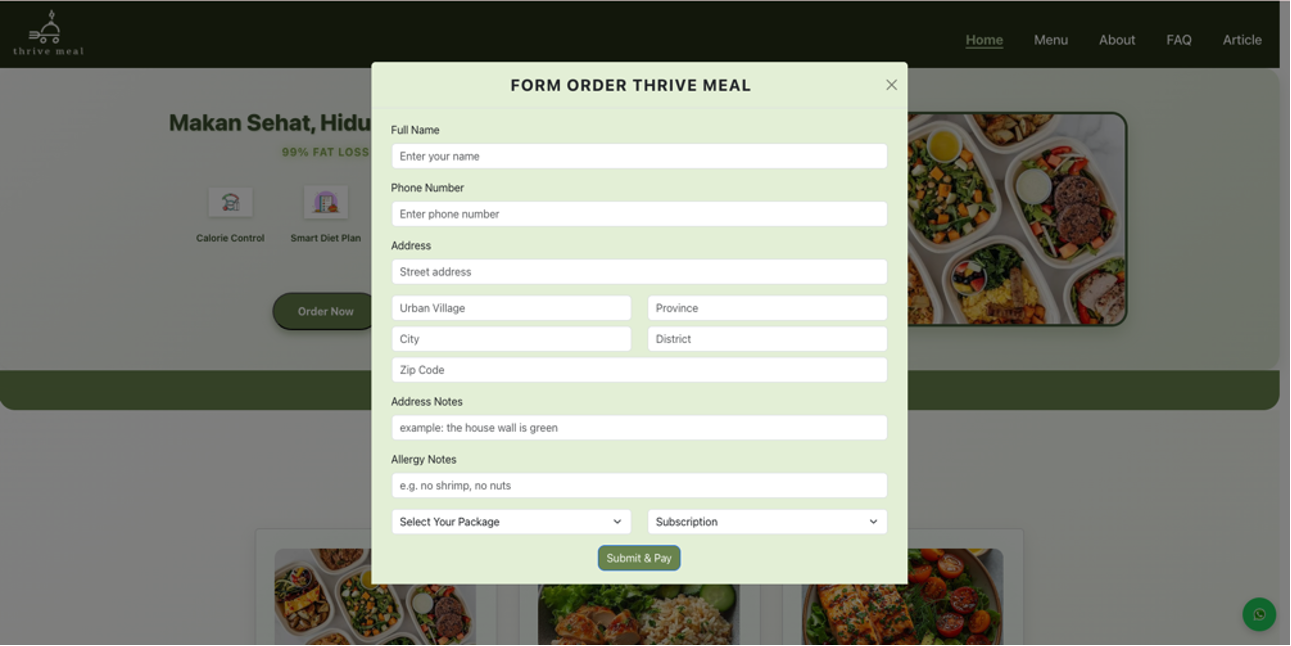 thrive meal
Home Menu About FAQ Article
FORM ORDER THRIVE MEAL
Makan Sehat, Hidu
99% FAT LOSS
Calorie Control Smart Diet Plan
Order Now
Full Name
Enter your name
Phone Number
Enter phone number
Address
Street address
Urban Village Province
City District
Zip Code
Address Notes
example: the house wall is green
Allergy Notes
e.g. no shrimp, no nuts
Select Your Package Subscription
Submit & Pay